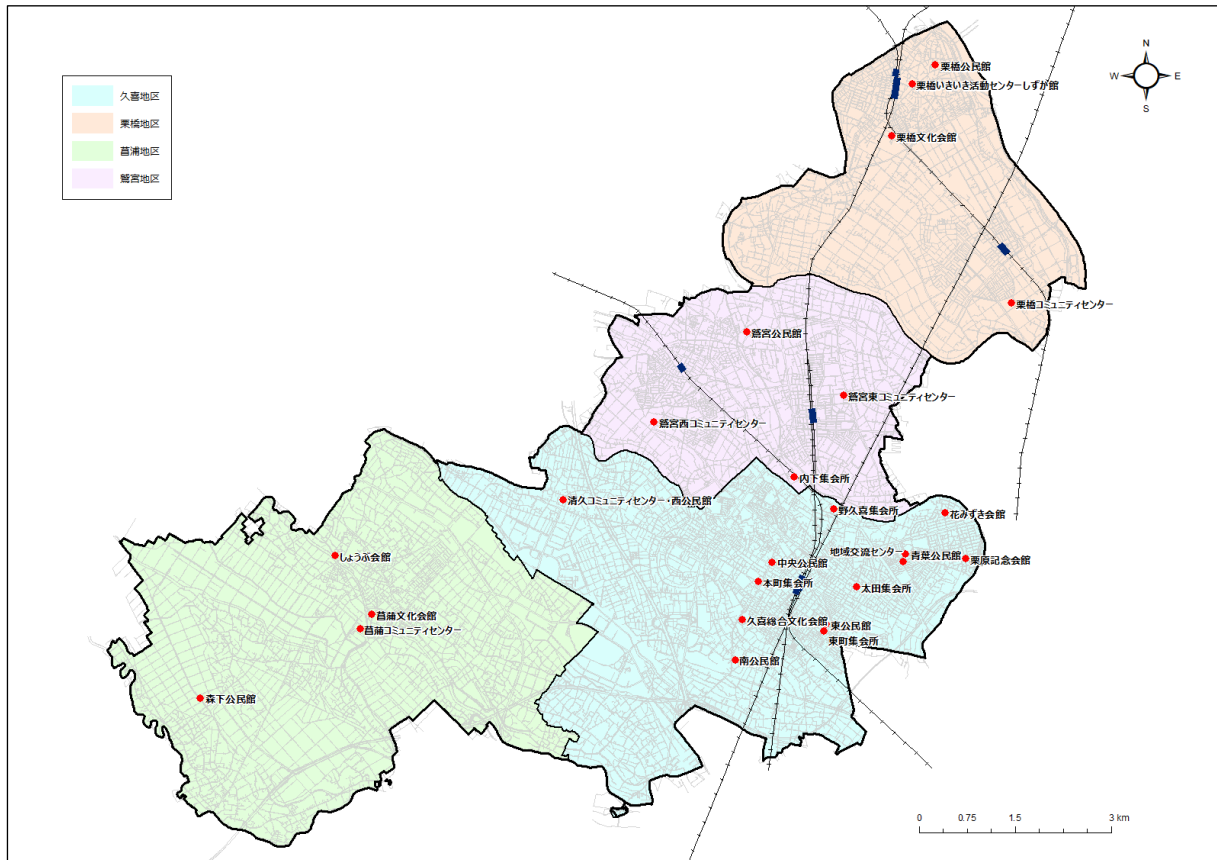 久喜地区
栗橋地区
菖浦地区
鷲宮地区
N
W
E
S
栗橋公民館
栗橋いきいき活動センターしずか館
栗橋文化会館
栗橋コミュニティセンター
鷲宮公民館
鷲宮東コミュニティセンター
鷲宮西コミュニティセンター
内下集会所
清久コミュニティセンター・西公民館
野久喜集会所
花みずき会館
地域交流センター
青葉公民館
栗原記念会館
しょうぶ会館
中央公民館
本町集会所
太田集会所
菖蒲文化会館
菖蒲コミュニティセンター
久喜総合文化会館
東公民館
東町集会所
南公民館
森下公民館
0 0.75 1.5 3 km